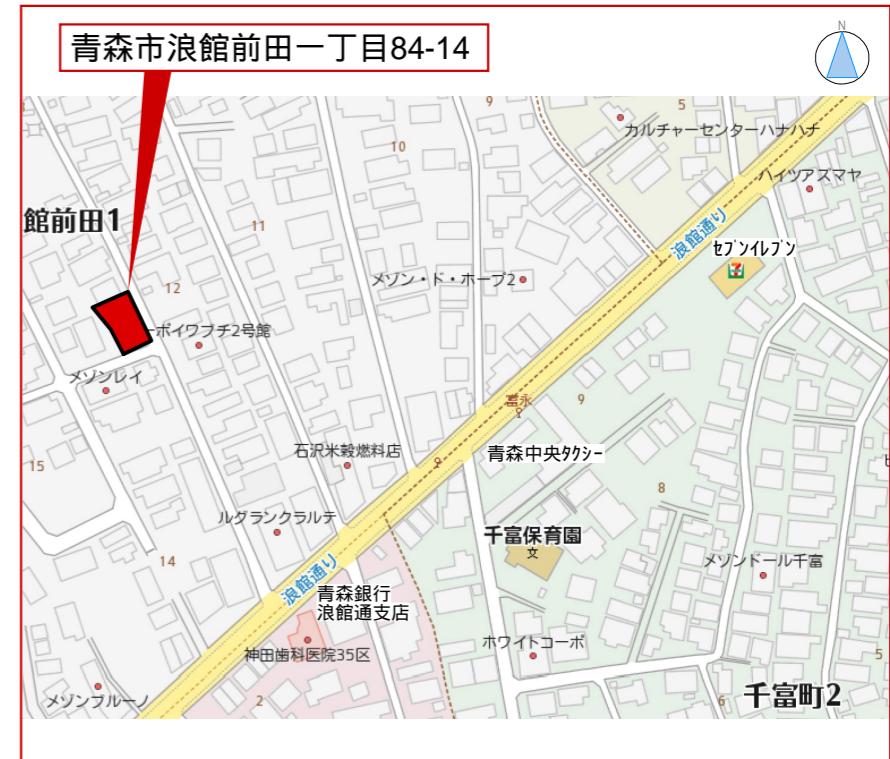 青森市浪館前田一丁目84-14
N
9
5
カルチャーセンターハナハチ
10
ハイツアズマヤ
館前田1
11
浪館通り
セブンイレブン
12
メゾン・ド・ホープ2
ーポイワブチ2号館
メゾンレイ
富永
9
15
石沢米穀燃料店
青森中央タクシー
8
ルグランクラルテ
千富保育園
文
14
メゾンドール千富
浪館通り
青森銀行
浪館通支店
ホワイトコーポ
神田歯科医院35区
5
メゾンブルーノ
2
6
千富町2